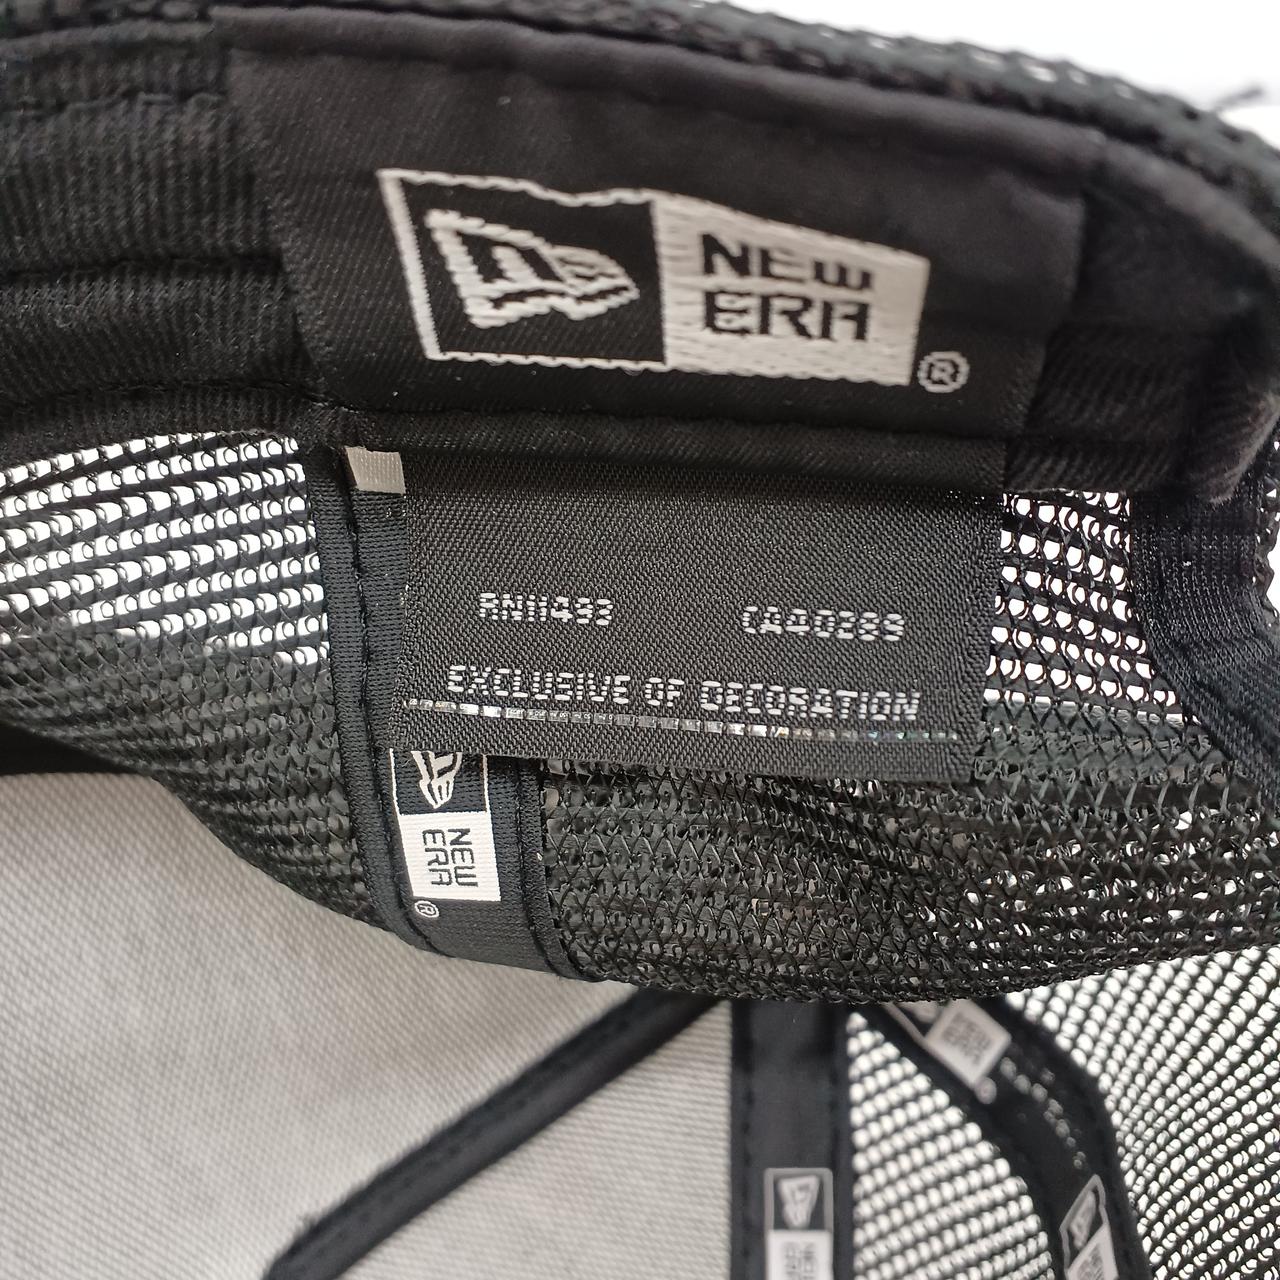 NEW
ERA
®
RN11493 CA40289
EXCLUSIVE OF DECORATION
NEW
ERA
®